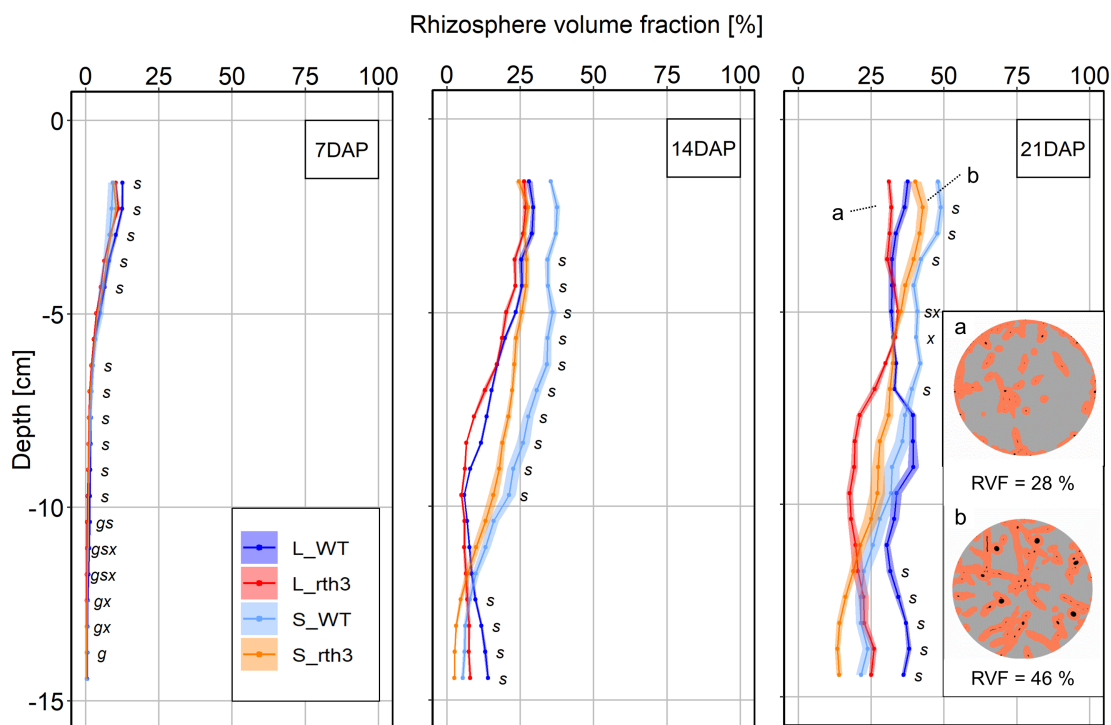 Rhizosphere volume fraction [%]
0 25 50 75 100
0 25 50 75 100
0 25 50 75 100
Depth [cm]
0
-5
-10
-15
7DAP
s
s
s
s
s
s
s
s
s
s
s
gs
gsx
gsx
gx
gx
g
L_WT
L_rth3
S_WT
S_rth3
14DAP
s
s
s
s
s
s
s
s
s
s
s
s
s
s
21DAP
a
b
s
s
s
sx
x
s
s
s
s
s
a
RVF = 28 %
b
RVF = 46 %